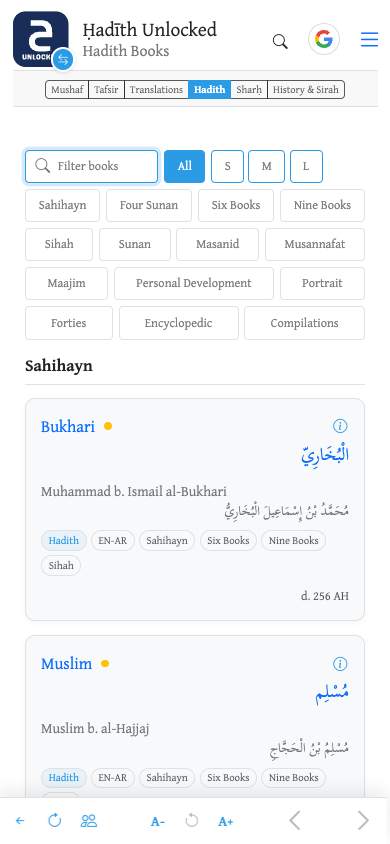 UNLOCK
Ḥadīth Unlocked
Hadith Books
Mushaf Tafsir Translations Hadith Sharḥ History & Sirah
Filter books All S M L
Sahihayn Four Sunan Six Books Nine Books
Sihah Sunan Masanid Musannafat
Maajim Personal Development Portrait
Forties Encyclopedic Compilations
Sahihayn
Bukhari
الْبُخَارِيّ
Muhammad b. Ismail al-Bukhari
مُحَمَّدُ بْنُ إِسْمَاعِيلَ الْبُخَارِيُّ
Hadith EN-AR Sahihayn Six Books Nine Books
Sihah
d. 256 AH
Muslim
مُسْلِم
Muslim b. al-Hajjaj
مُسْلِمُ بْنُ الْحَجَّاجِ
Hadith EN-AR Sahihayn Six Books Nine Books
A- A+